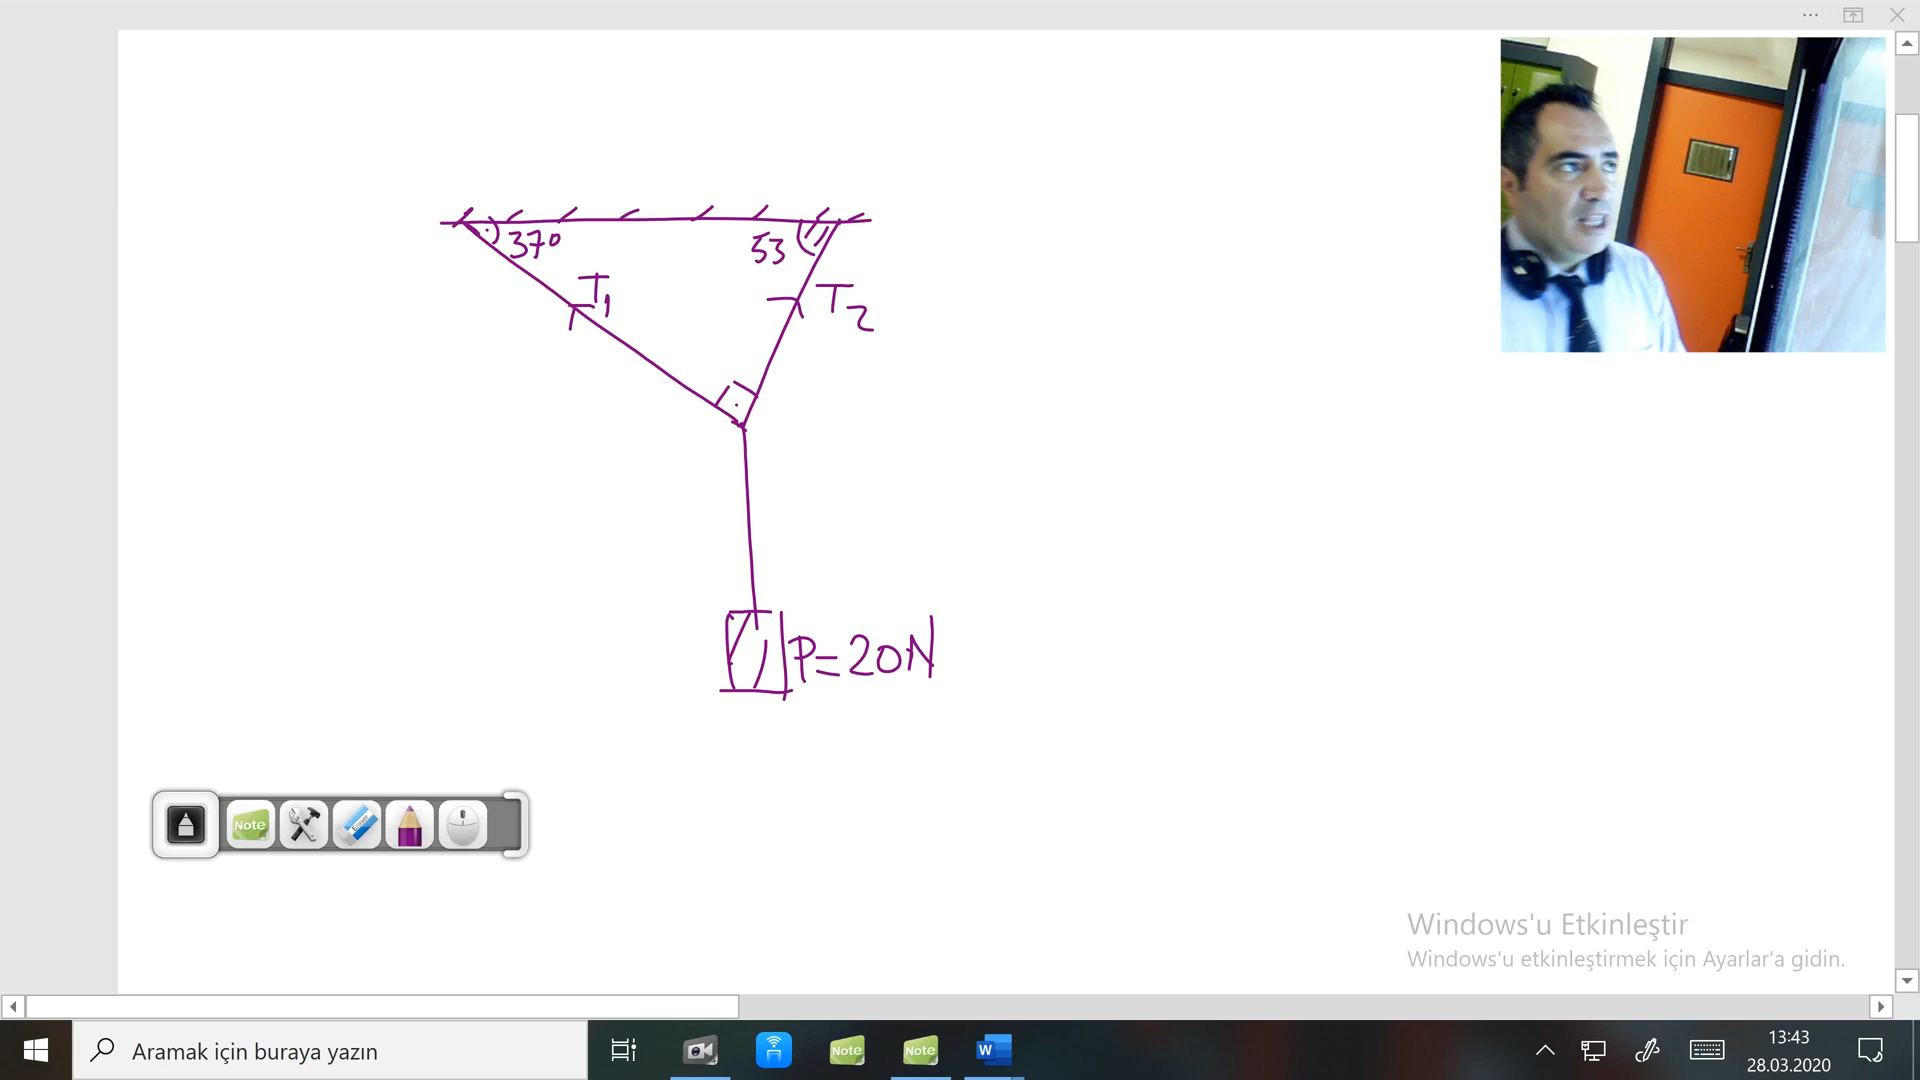 37°
53
T1
T2
P=20N
Note
Eraser
Windows'u Etkinleştir
Windows'u etkinleştirmek için Ayarlar'a gidin.
Aramak için buraya yazın
Note
Note
W
13:43
28.03.2020